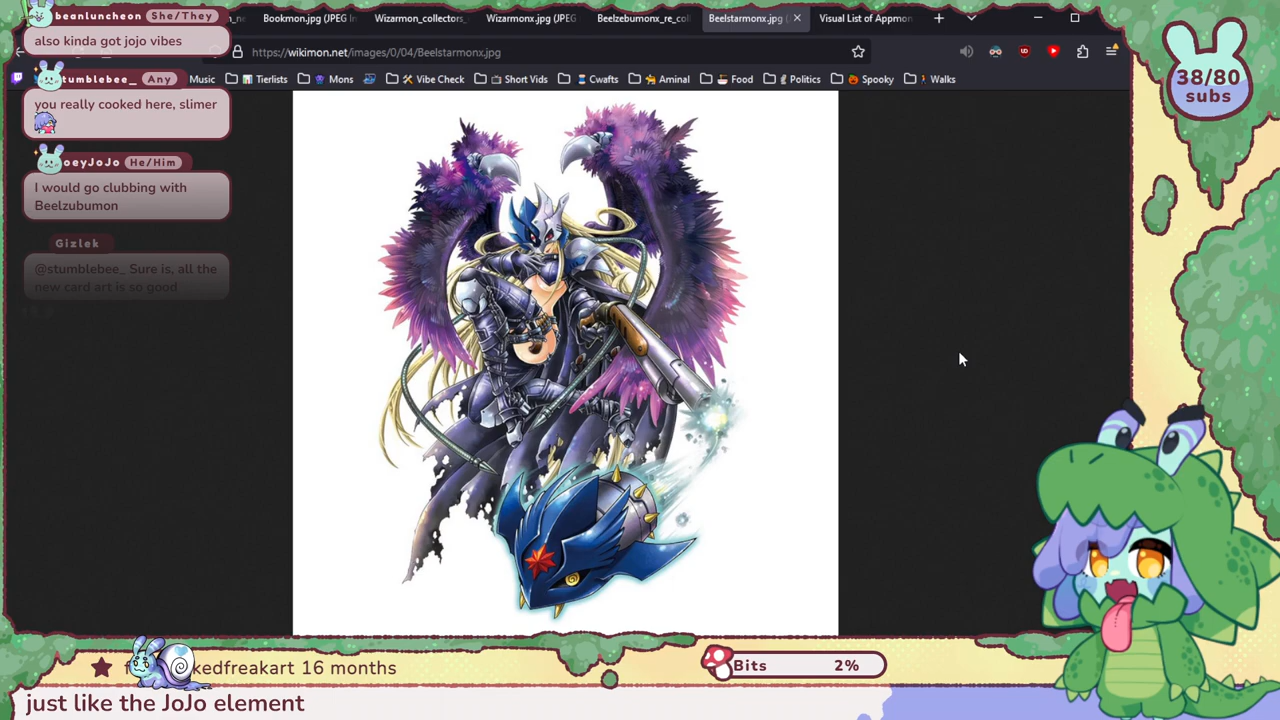 beanluncheon She/They
also kinda got jojo vibes
Bookmon.jpg (JPEG I
Wizarmon_collectors_
Wizarmonx.jpg (JPEG
Beelzebumonx_re_coll
Beelstarmonx.jpg
Visual List of Appmon
https://wikimon.net/images/0/04/Beelstarmonx.jpg
Music
Tierlists
Mons
Vibe Check
Short Vids
Cwafts
Aminal
Food
Politics
Spooky
Walks
tumblebee_ Any
you really cooked here, slimer
oeyJoJo He/Him
I would go clubbing with
Beelzubumon
Gizlek
@stumblebee_ Sure is, all the
new card art is so good
38/80
subs
kedfreakart 16 months
Bits 2%
just like the JoJo element